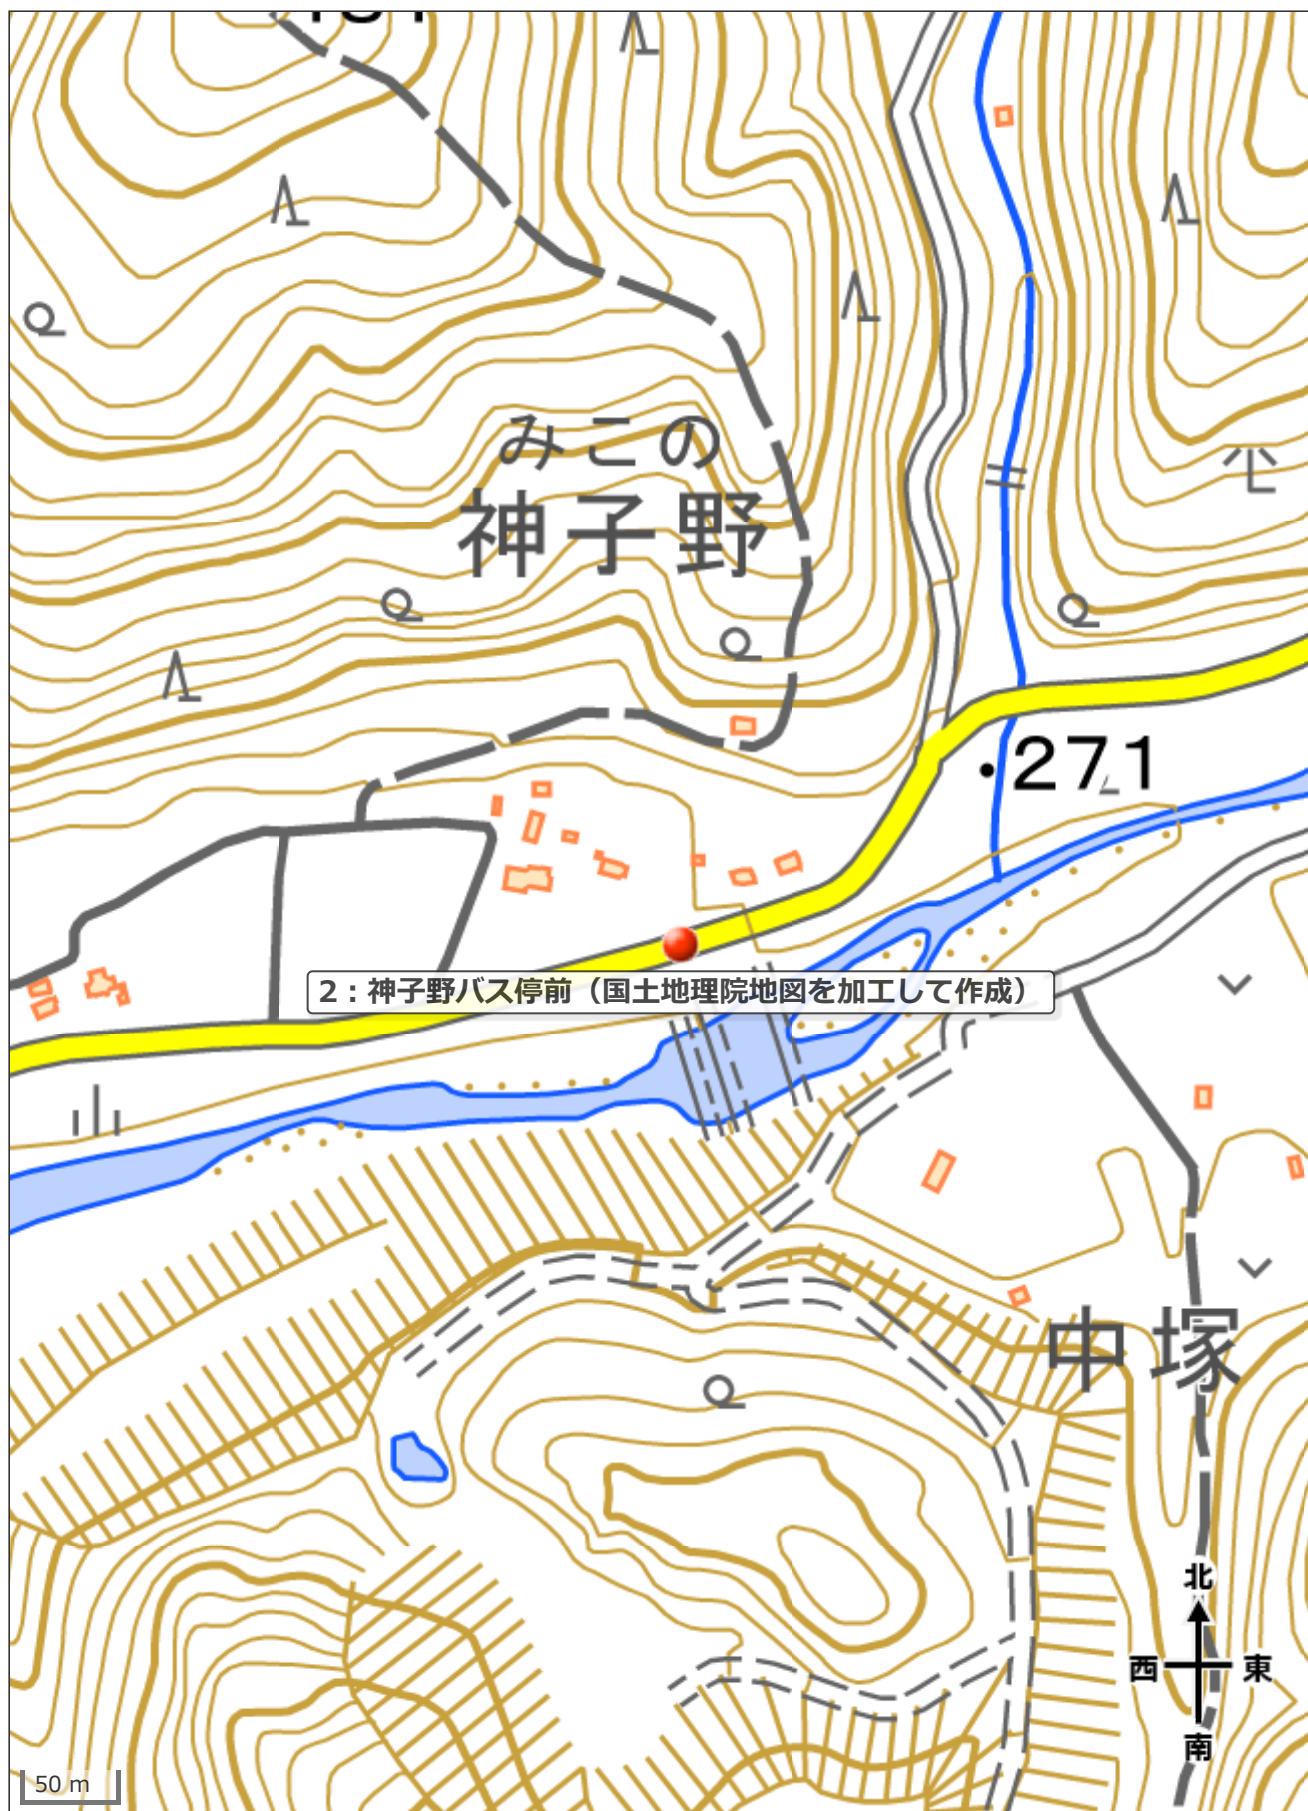 みこの
神子野
271
2：神子野バス停前（国土地理院地図を加工して作成）
中塚
北
西 東
南
50 m